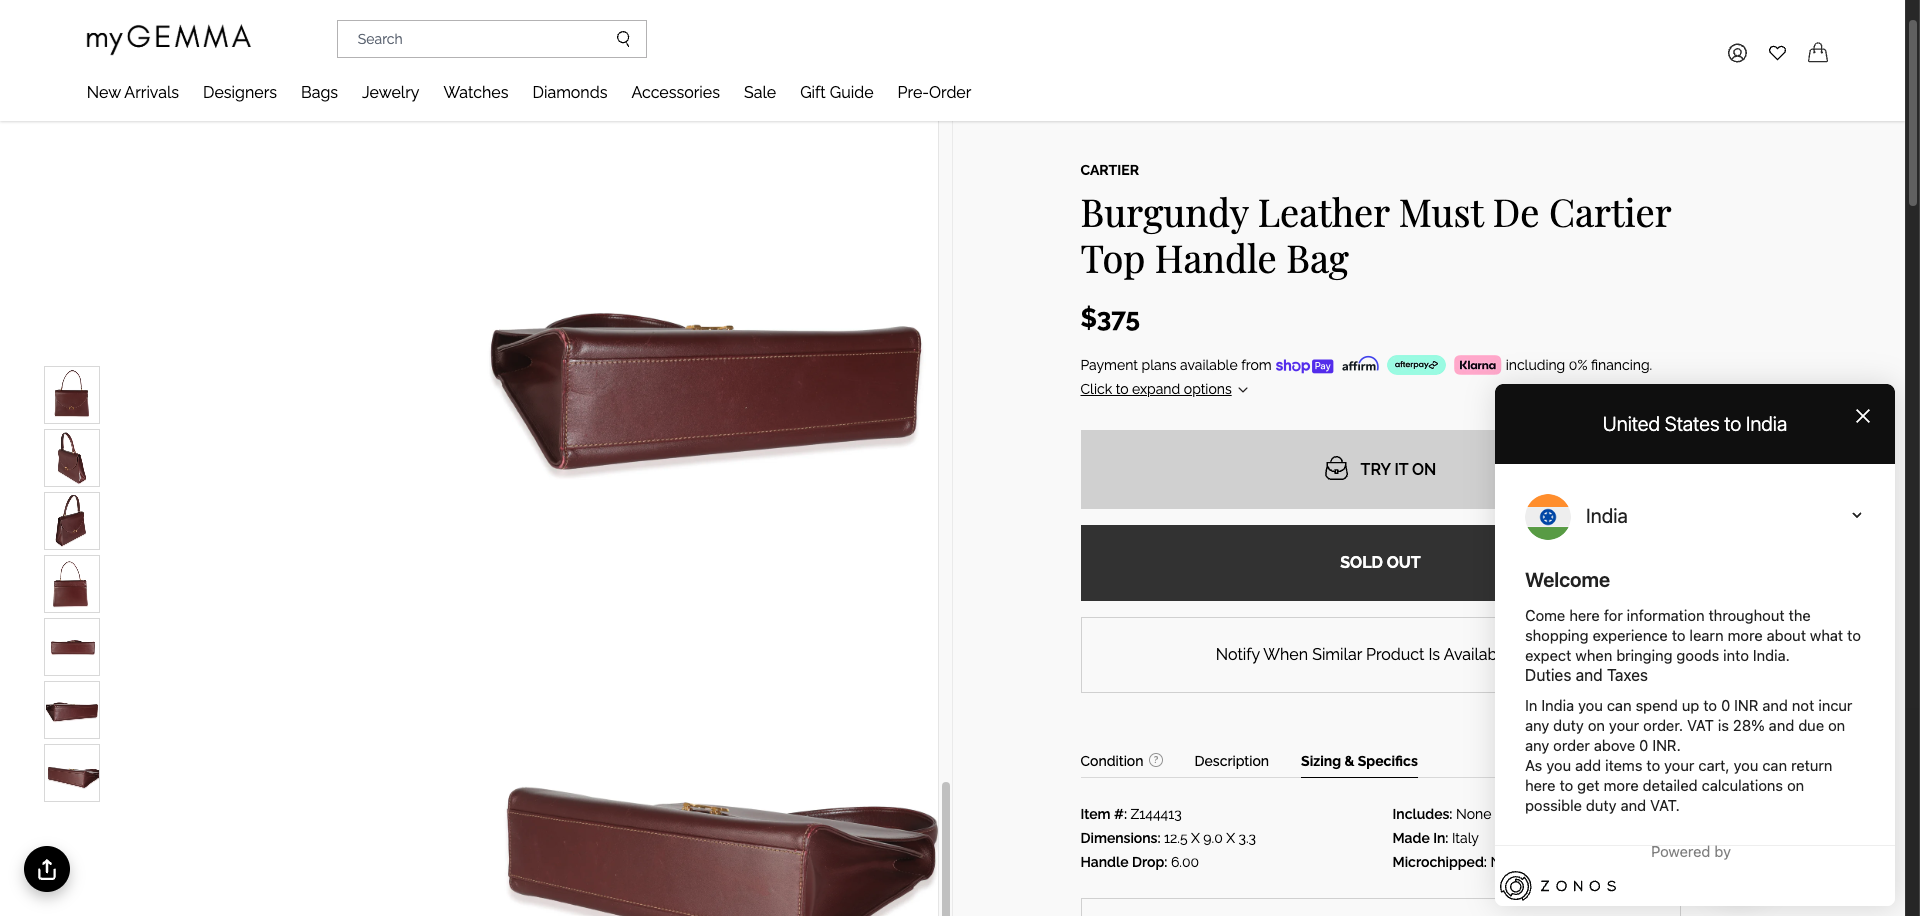 myGEMMA
Search
New Arrivals
Designers
Bags
Jewelry
Watches
Diamonds
Accessories
Sale
Gift Guide
Pre-Order
CARTIER
Burgundy Leather Must De Cartier
Top Handle Bag
$375
Payment plans available from shop Pay affirm afterpay Klarna including 0% financing.
Click to expand options
TRY IT ON
SOLD OUT
Notify When Similar Product Is
Condition ?
Description
Sizing & Specifics
Item #: Z144413
Dimensions: 12.5 X 9.0 X 3.3
Handle Drop: 6.00
Includes: None
Made In: Italy
Microchipped:
United States to India
India
Welcome
Come here for information throughout the
shopping experience to learn more about what to
expect when bringing goods into India.
Duties and Taxes
In India you can spend up to 0 INR and not incur
any duty on your order. VAT is 28% and due on
any order above 0 INR.
As you add items to your cart, you can return
here to get more detailed calculations on
possible duty and VAT.
Powered by
ZONOS